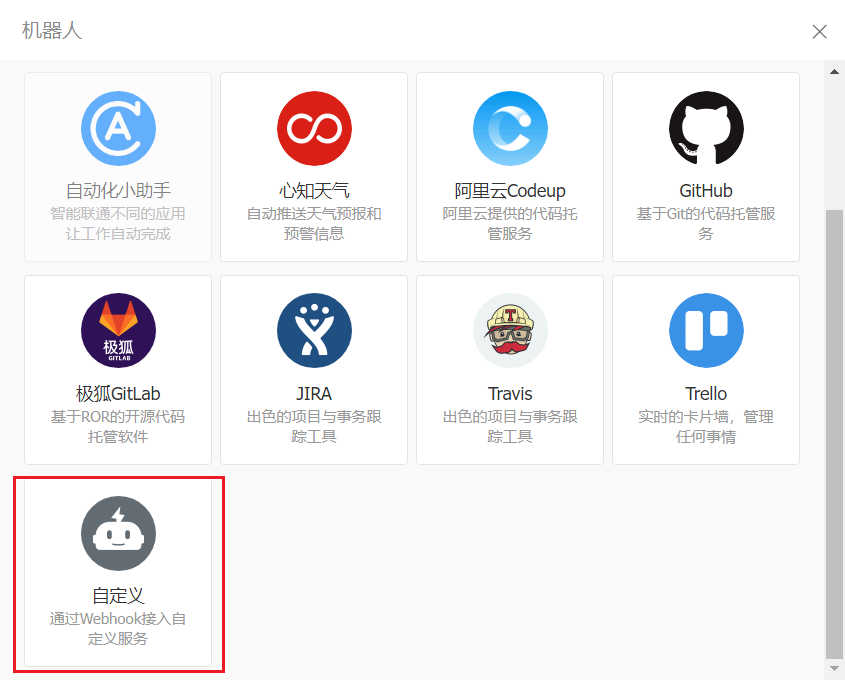 机器人
自动化小助手
智能联通不同的应用
让工作自动完成
心知天气
自动推送天气预报和
预警信息
阿里云Codeup
阿里云提供的代码托
管服务
GitHub
基于Git的代码托管服
务
极狐
GITLAB
极狐GitLab
基于ROR的开源代码
托管软件
JIRA
出色的项目与事务跟
踪工具
T
Travis
出色的项目与事务跟
踪工具
Trello
实时的卡片墙，管理
任何事情
自定义
通过Webhook接入自
定义服务